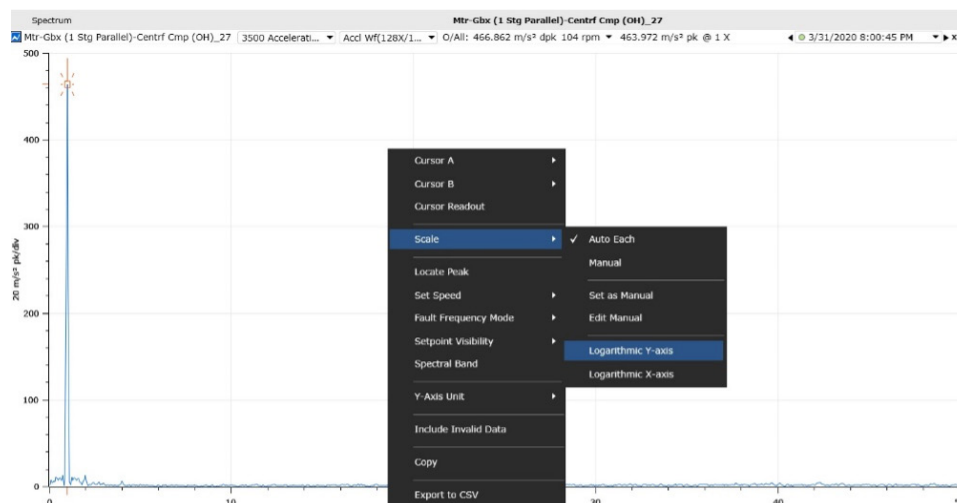 Spectrum
Mtr-Gbx (1 Stg Parallel)-Centrf Cmp (OH)_27
Mtr-Gbx (1 Stg Parallel)-Centrf Cmp (OH)_27 3500 Accelerati... Accl Wf(128X/1... O/All: 466.862 m/s² dpk 104 rpm 463.972 m/s² pk @ 1 X 3/31/2020 8:00:45 PM
500
400
300
200
100
0
20 m/s² pk/div
Cursor A
Cursor B
Cursor Readout
Scale
Locate Peak
Set Speed
Fault Frequency Mode
Setpoint Visibility
Spectral Band
Y-Axis Unit
Include Invalid Data
Copy
Export to CSV
✓ Auto Each
Manual
Set as Manual
Edit Manual
Logarithmic Y-axis
Logarithmic X-axis
0 10 30 40